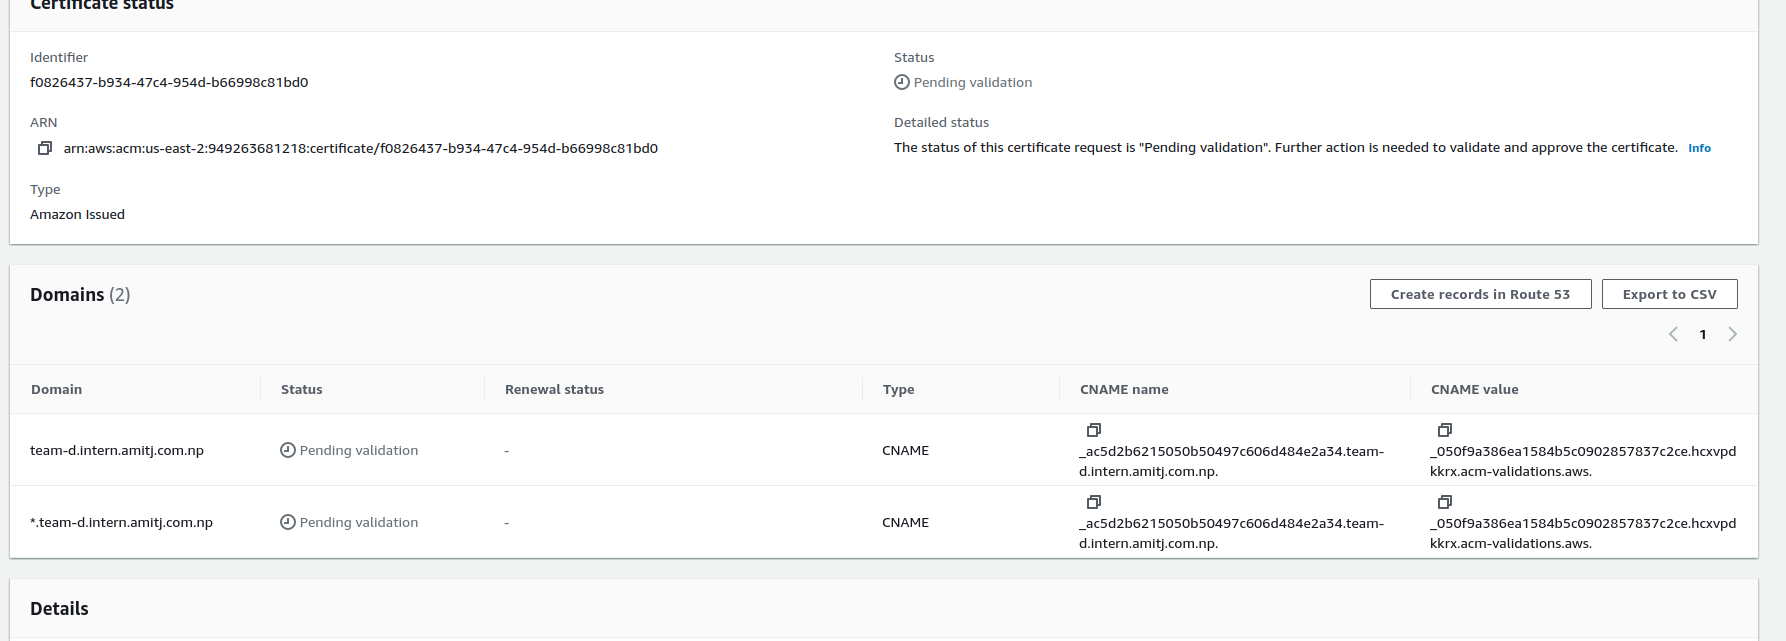 Certificate status
Identifier
f0826437-b934-47c4-954d-b66998c81bd0
Status
Pending validation
ARN
arn:aws:acm:us-east-2:949263681218:certificate/f0826437-b934-47c4-954d-b66998c81bd0
Detailed status
The status of this certificate request is "Pending validation". Further action is needed to validate and approve the certificate. Info
Type
Amazon Issued
Domains (2)
Create records in Route 53
Export to CSV
1
Domain Status Renewal status Type CNAME name CNAME value
team-d.intern.amitj.com.np Pending validation - CNAME
_ac5d2b6215050b50497c606d484e2a34.team-
d.intern.amitj.com.np.
_050f9a386ea1584b5c0902857837c2ce.hcxvpd
kkrx.acm-validations.aws.
*.team-d.intern.amitj.com.np Pending validation - CNAME
_ac5d2b6215050b50497c606d484e2a34.team-
d.intern.amitj.com.np.
_050f9a386ea1584b5c0902857837c2ce.hcxvpd
kkrx.acm-validations.aws.
Details